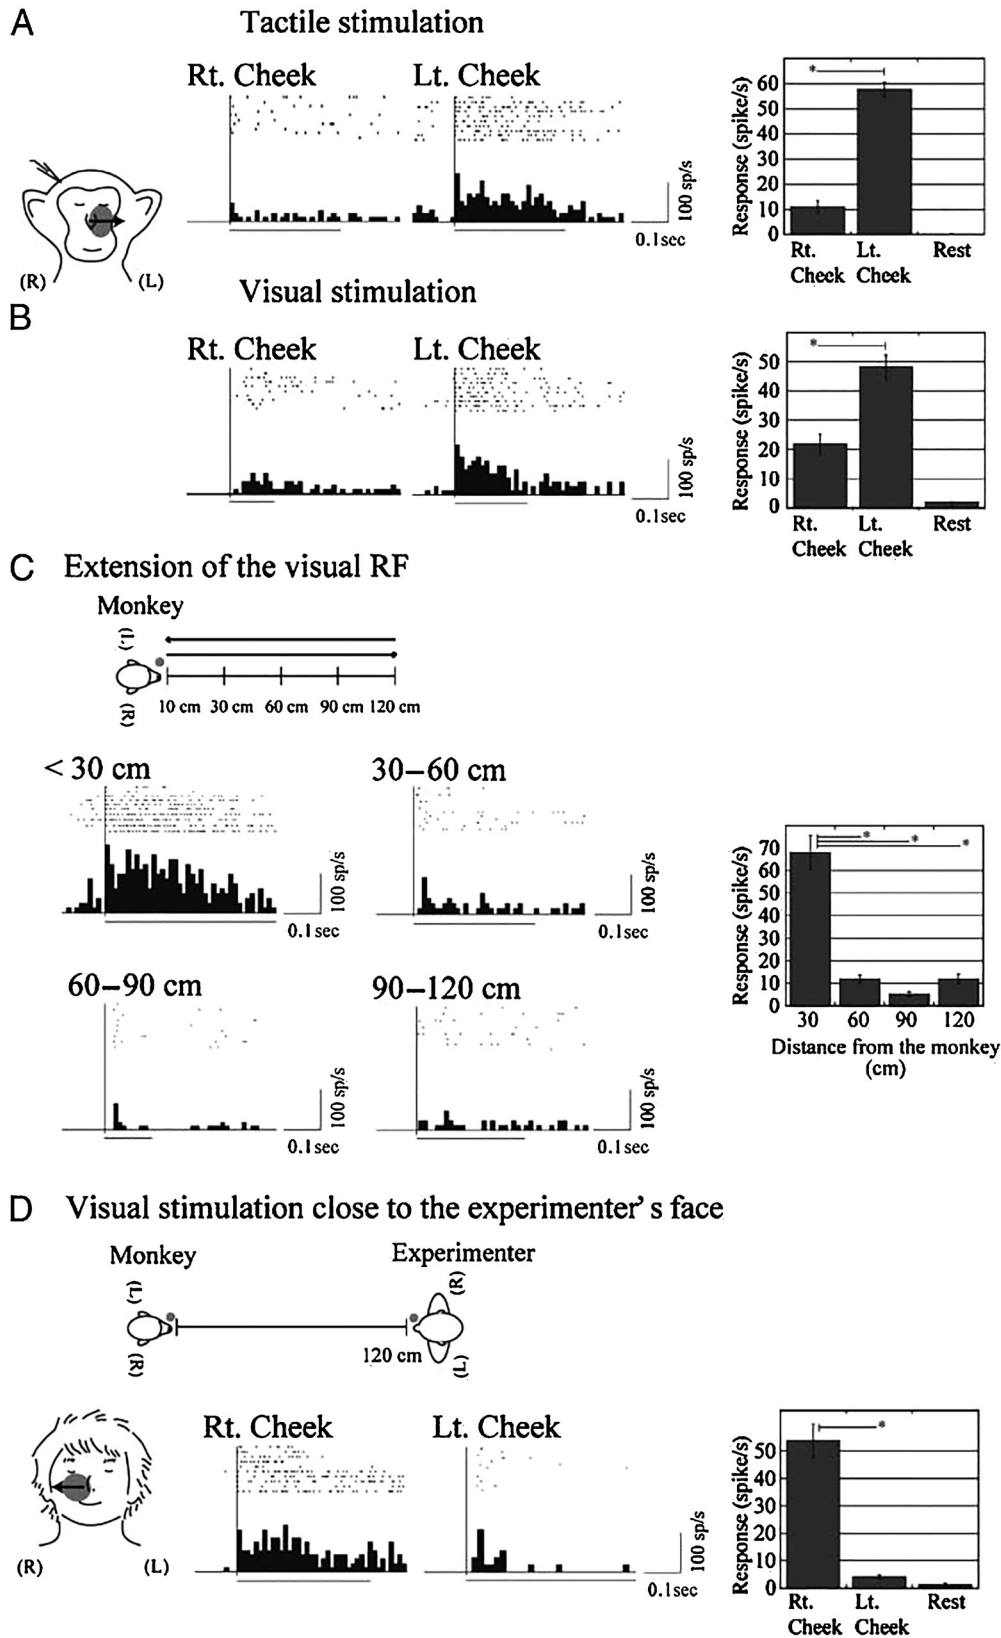 A
Tactile stimulation
Rt. Cheek
Lt. Cheek
(R)
(L)
100 sp/s
0.1sec
Response (spike/s)
60
50
40
30
20
10
0
*
Rt. Cheek
Lt. Cheek
Rest
B
Visual stimulation
Rt. Cheek
Lt. Cheek
100 sp/s
0.1sec
Response (spike/s)
50
40
30
20
10
0
*
Rt. Cheek
Lt. Cheek
Rest
C
Extension of the visual RF
Monkey
(L)
(R)
10 cm 30 cm 60 cm 90 cm 120 cm
< 30 cm
100 sp/s
0.1sec
30–60 cm
100 sp/s
0.1sec
60–90 cm
100 sp/s
0.1sec
90–120 cm
100 sp/s
0.1sec
Response (spike/s)
70
60
50
40
30
20
10
0
*
*
*
30 60 90 120
Distance from the monkey
(cm)
D
Visual stimulation close to the experimenter's face
Monkey
Experimenter
(L)
(R)
(R)
(L)
120 cm
(R)
(L)
Rt. Cheek
Lt. Cheek
100 sp/s
0.1sec
Response (spike/s)
50
40
30
20
10
0
*
Rt. Cheek
Lt. Cheek
Rest